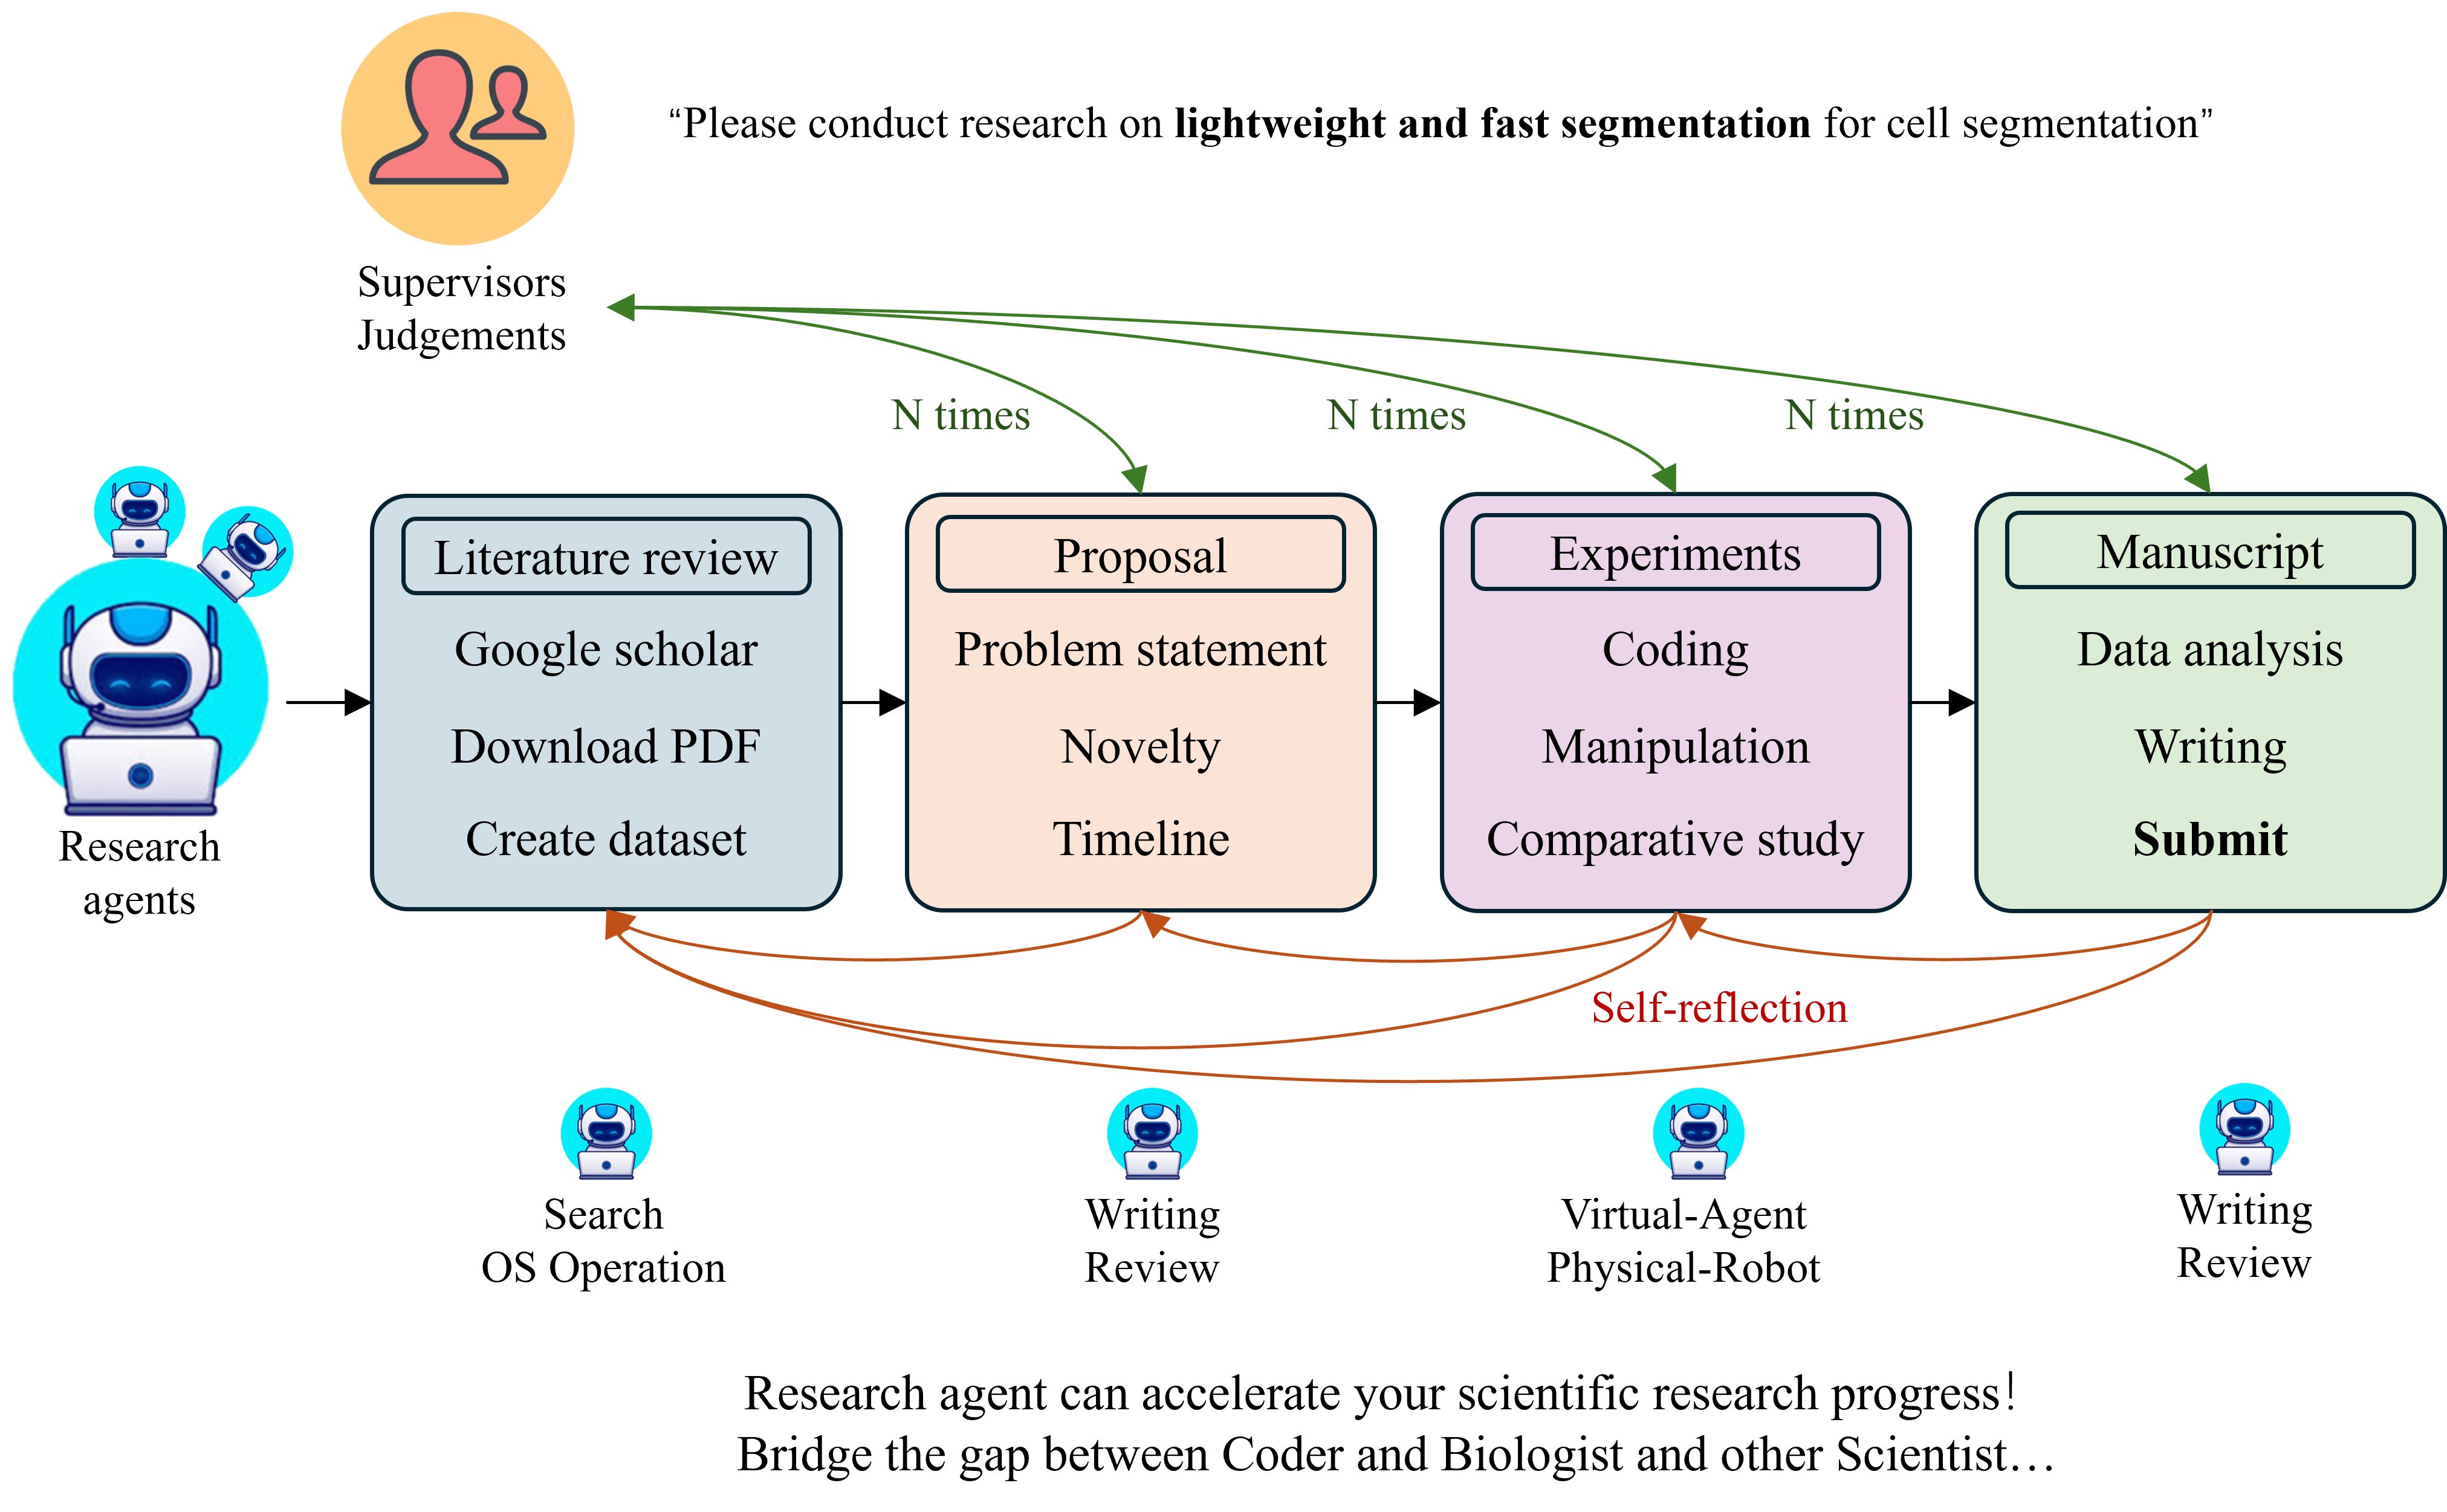 “Please conduct research on lightweight and fast segmentation for cell segmentation”
Supervisors
Judgements
N times
N times
N times
Research
agents
Literature review
Google scholar
Download PDF
Create dataset
Proposal
Problem statement
Novelty
Timeline
Experiments
Coding
Manipulation
Comparative study
Manuscript
Data analysis
Writing
Submit
Self-reflection
Search
OS Operation
Writing
Review
Virtual-Agent
Physical-Robot
Writing
Review
Research agent can accelerate your scientific research progress!
Bridge the gap between Coder and Biologist and other Scientist…